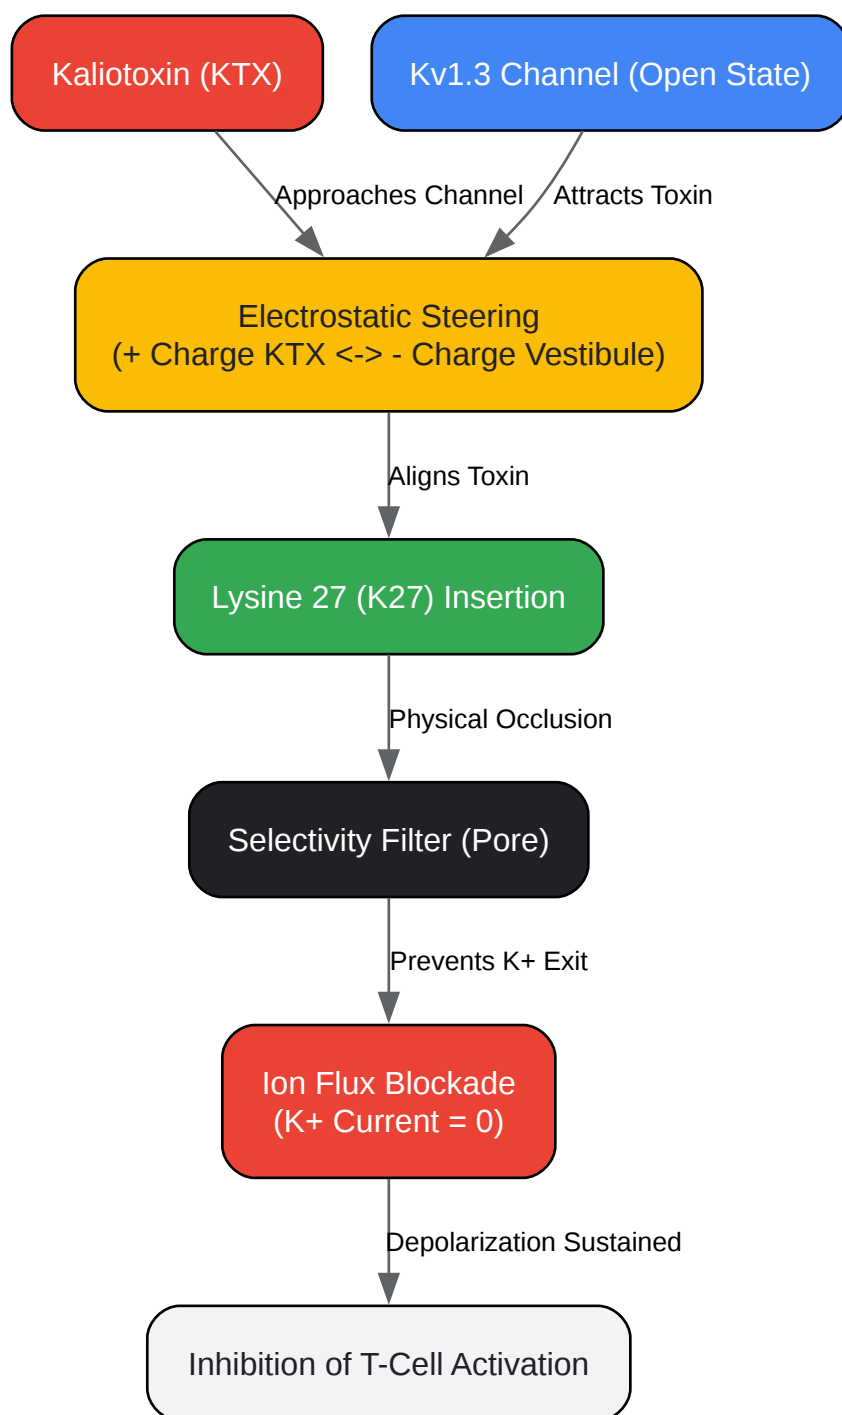 Kaliotoxin (KTX)
Kv1.3 Channel (Open State)
Approaches Channel
Attracts Toxin
Electrostatic Steering
(+ Charge KTX <-> - Charge Vestibule)
Aligns Toxin
Lysine 27 (K27) Insertion
Physical Occlusion
Selectivity Filter (Pore)
Prevents K+ Exit
Ion Flux Blockade
(K+ Current = 0)
Depolarization Sustained
Inhibition of T-Cell Activation